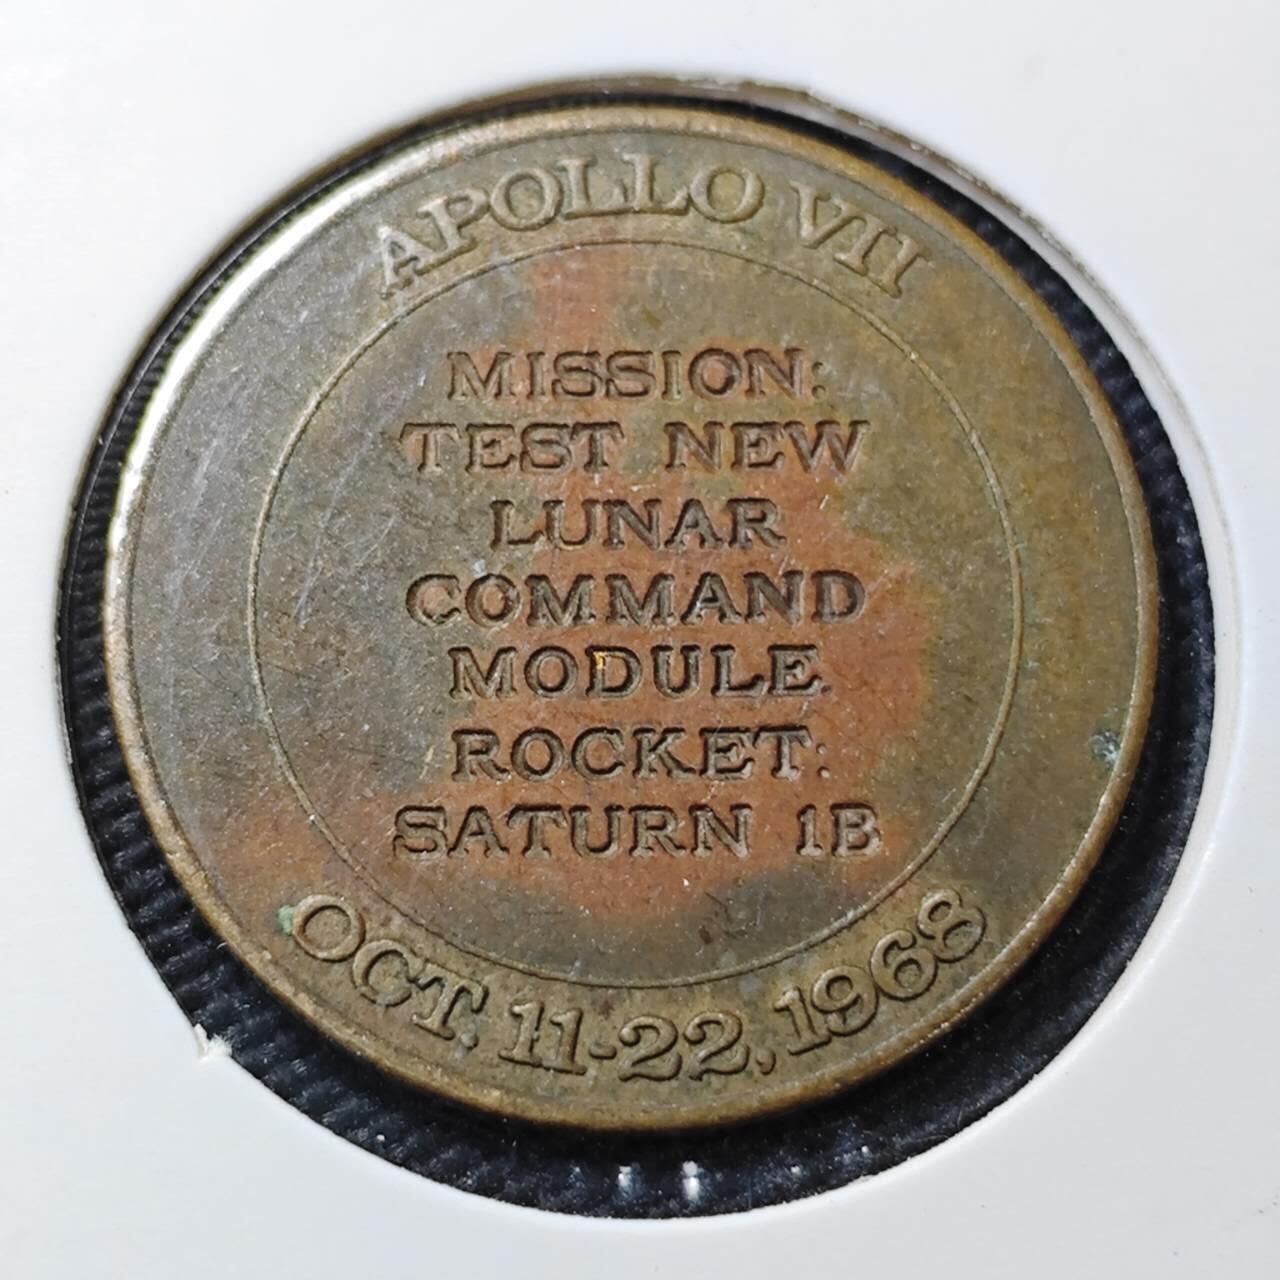 APOLLO VII
MISSION:
TEST NEW
LUNAR
COMMAND
MODULE
ROCKET:
SATURN 1B
OCT. 11-22, 1968